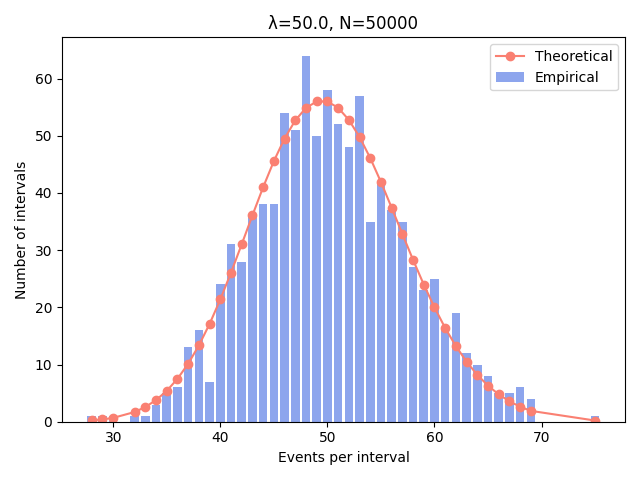 λ=50.0, N=50000
Theoretical
Empirical
Number of intervals
60
50
40
30
20
10
0
30
40
50
60
70
Events per interval